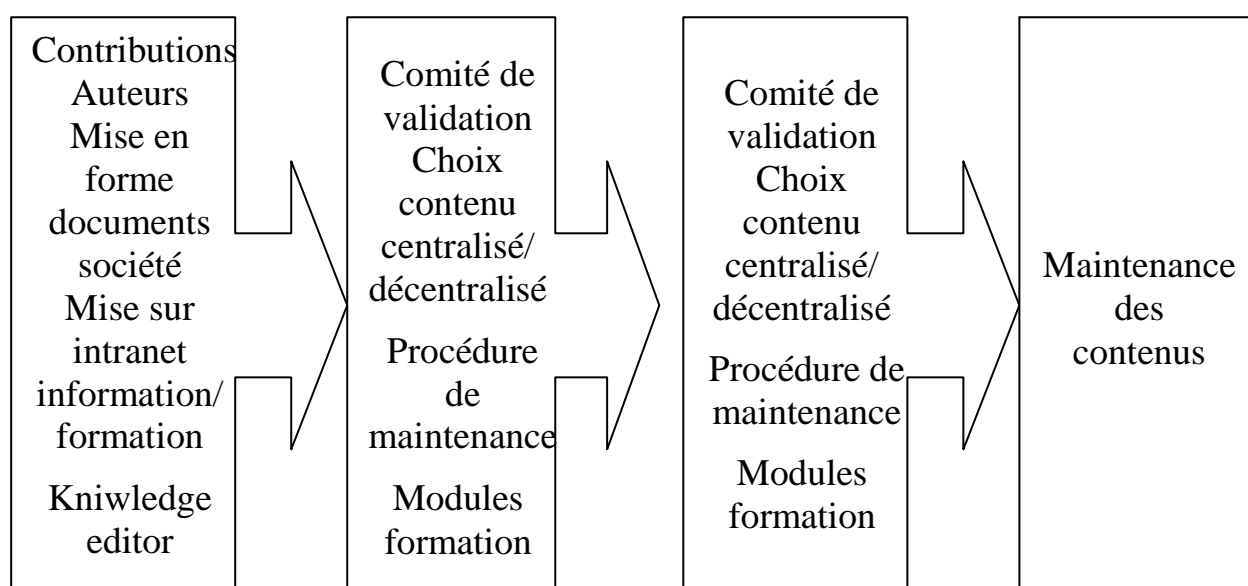 Contributions
Auteurs
Mise en
forme
documents
société
Mise sur
intranet
information/
formation
Kniwledge
editor
Comité de
validation
Choix
contenu
centralisé/
décentralisé
Procédure
de
maintenance
Modules
formation
Comité de
validation
Choix
contenu
centralisé/
décentralisé
Procédure de
maintenance
Modules
formation
Maintenance
des
contenus